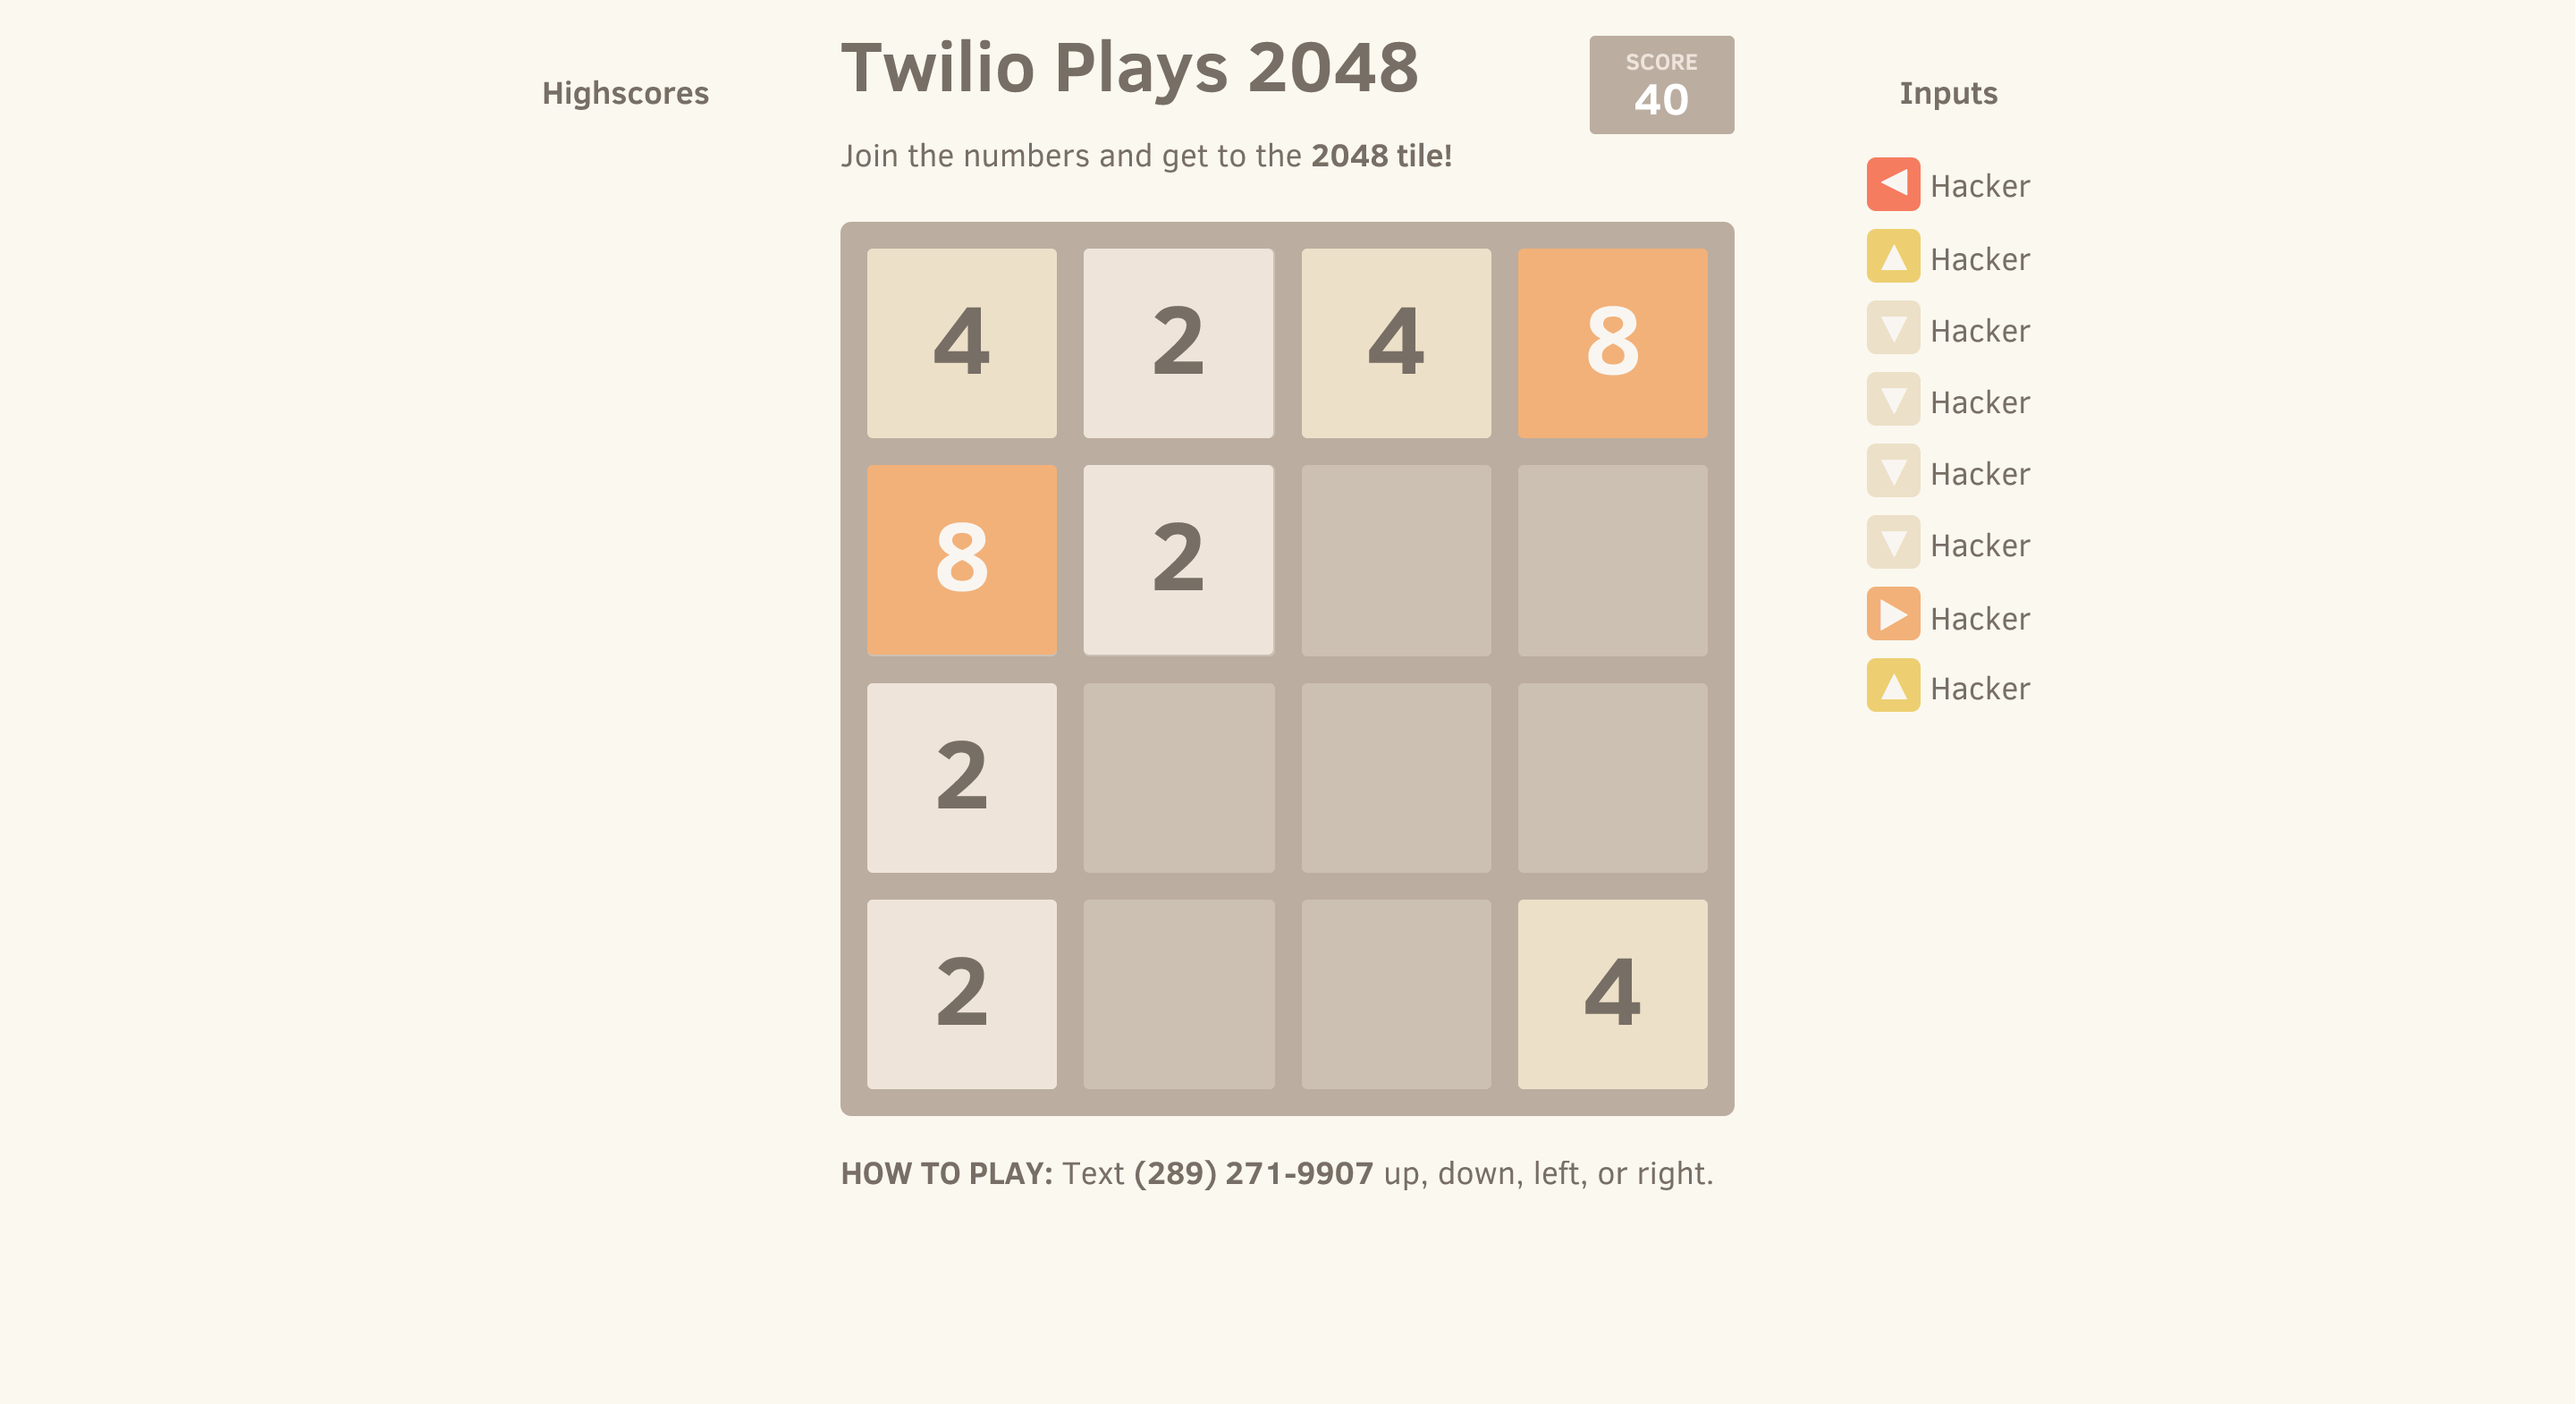 Twilio Plays 2048
SCORE
40
Highscores
Inputs
Join the numbers and get to the 2048 tile!
Hacker
Hacker
Hacker
Hacker
Hacker
Hacker
Hacker
Hacker
4 2 4 8
8 2
2
2 4
HOW TO PLAY: Text (289) 271-9907 up, down, left, or right.